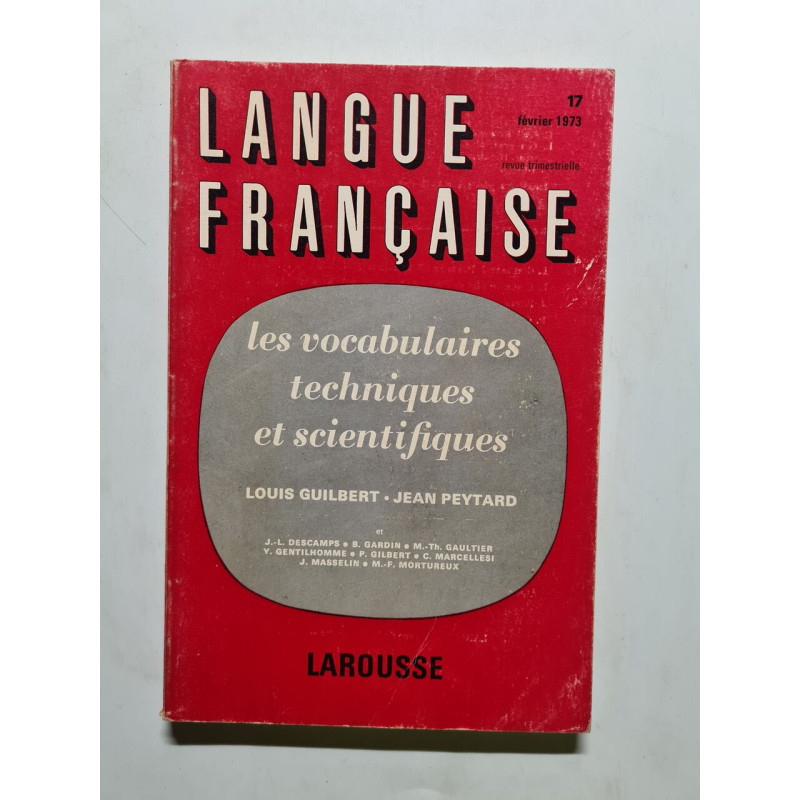 LANGUE
FRANÇAISE
17
février 1973
revue trimestrielle
les vocabulaires
techniques
et scientifiques
LOUIS GUILBERT • JEAN PEYTARD
et
J.-L. DESCAMPS • B. GARDIN • M.-Th. GAULTIER
Y. GENTILHOMME • P. GILBERT • C. MARCELLESI
J. MASSELIN • M.-F. MORTUREUX
LAROUSSE